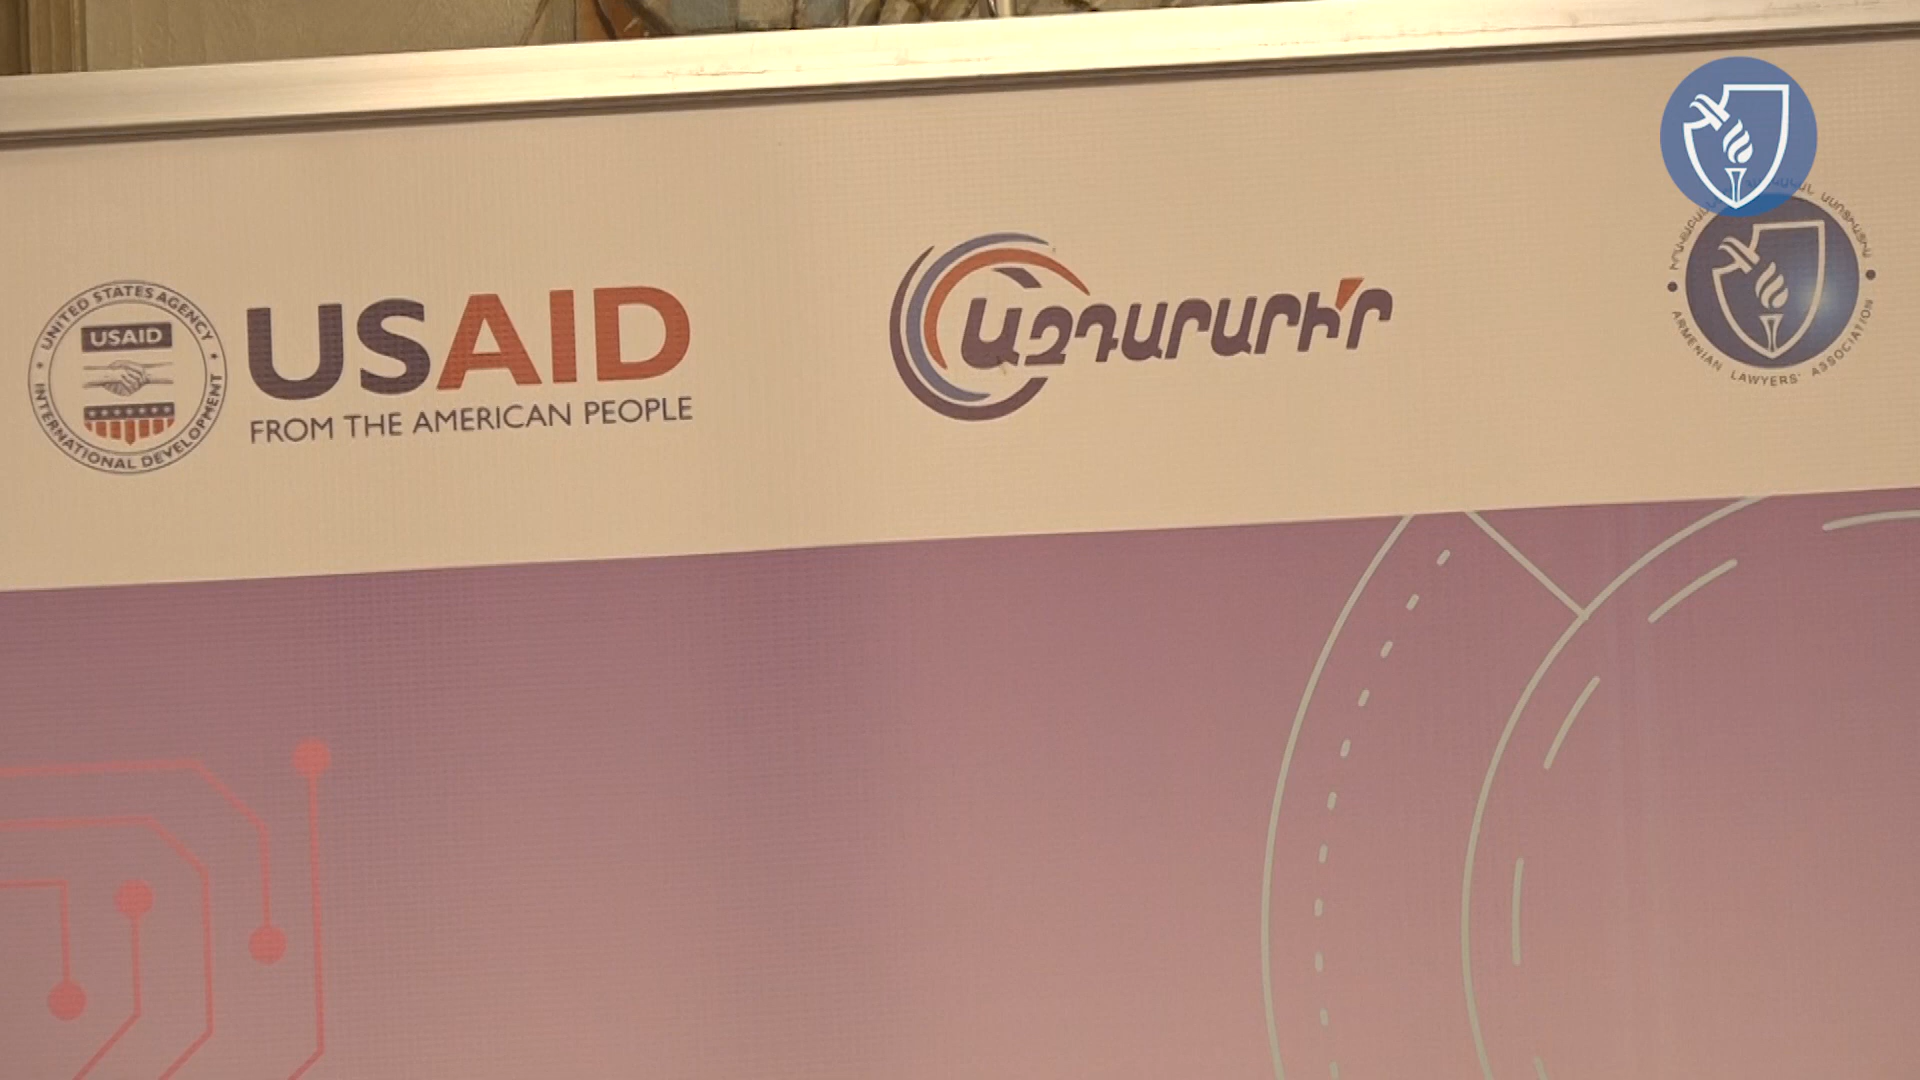 UNITED STATES AGENCY
USAID
INTERNATIONAL DEVELOPMENT
USAID
FROM THE AMERICAN PEOPLE
Ազդարարի՛ր
ARMENIAN LAWYERS' ASSOCIATION